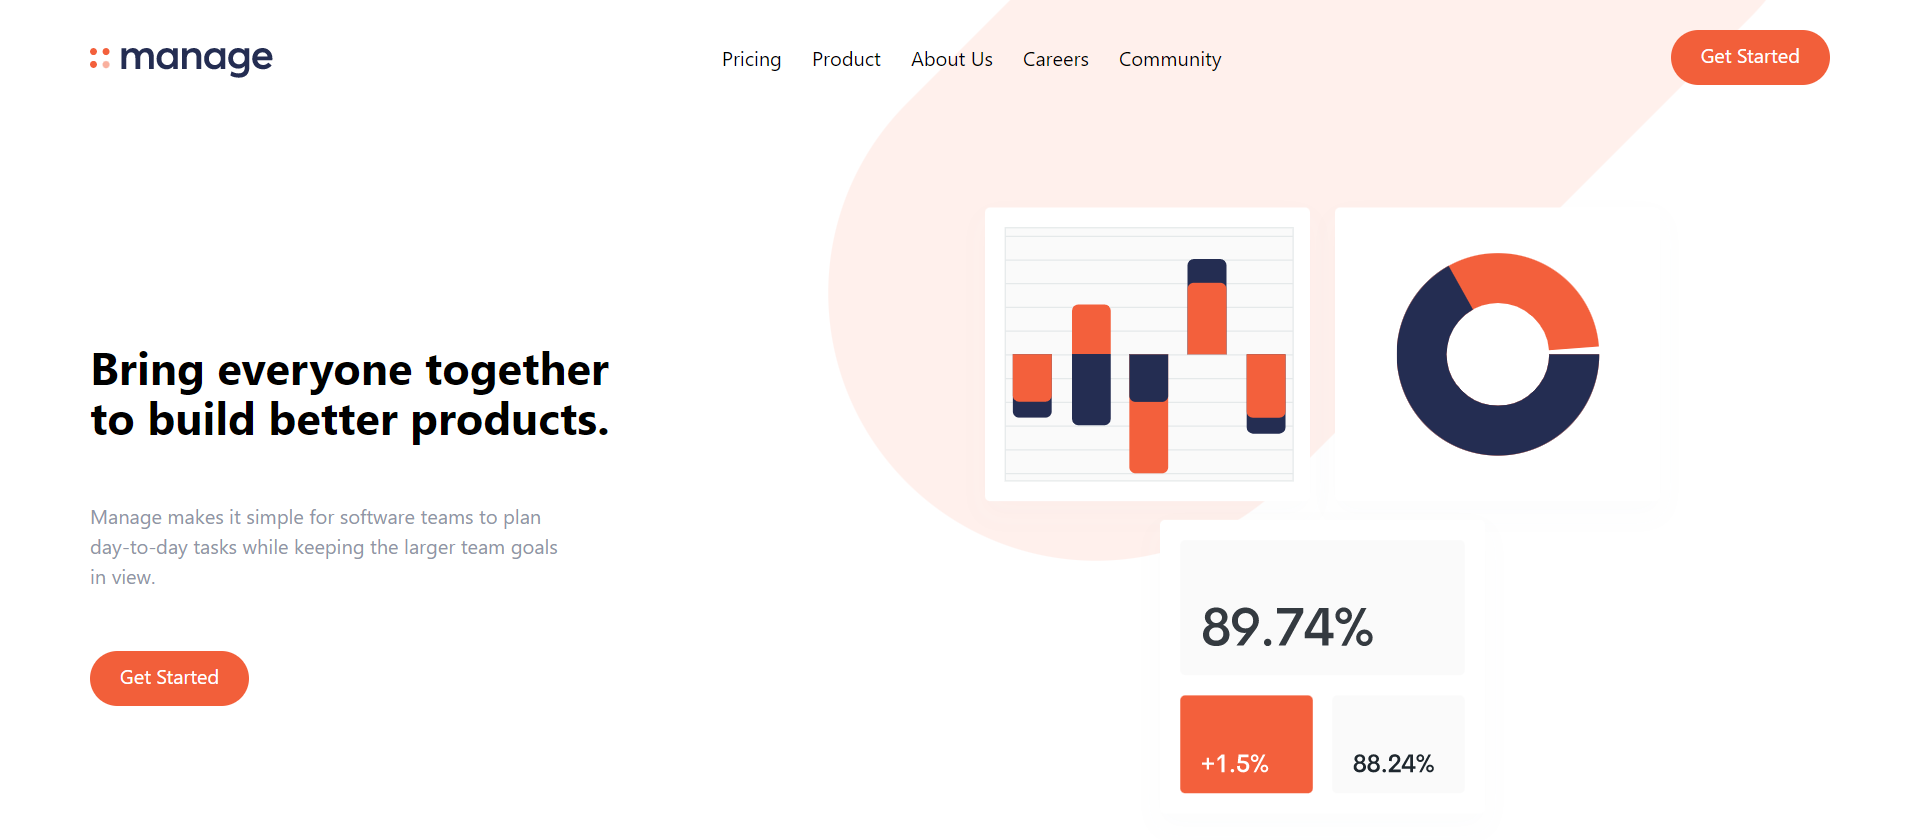 manage
Pricing Product About Us Careers Community
Get Started
Bring everyone together
to build better products.
Manage makes it simple for software teams to plan
day-to-day tasks while keeping the larger team goals
in view.
Get Started
89.74%
+1.5%
88.24%